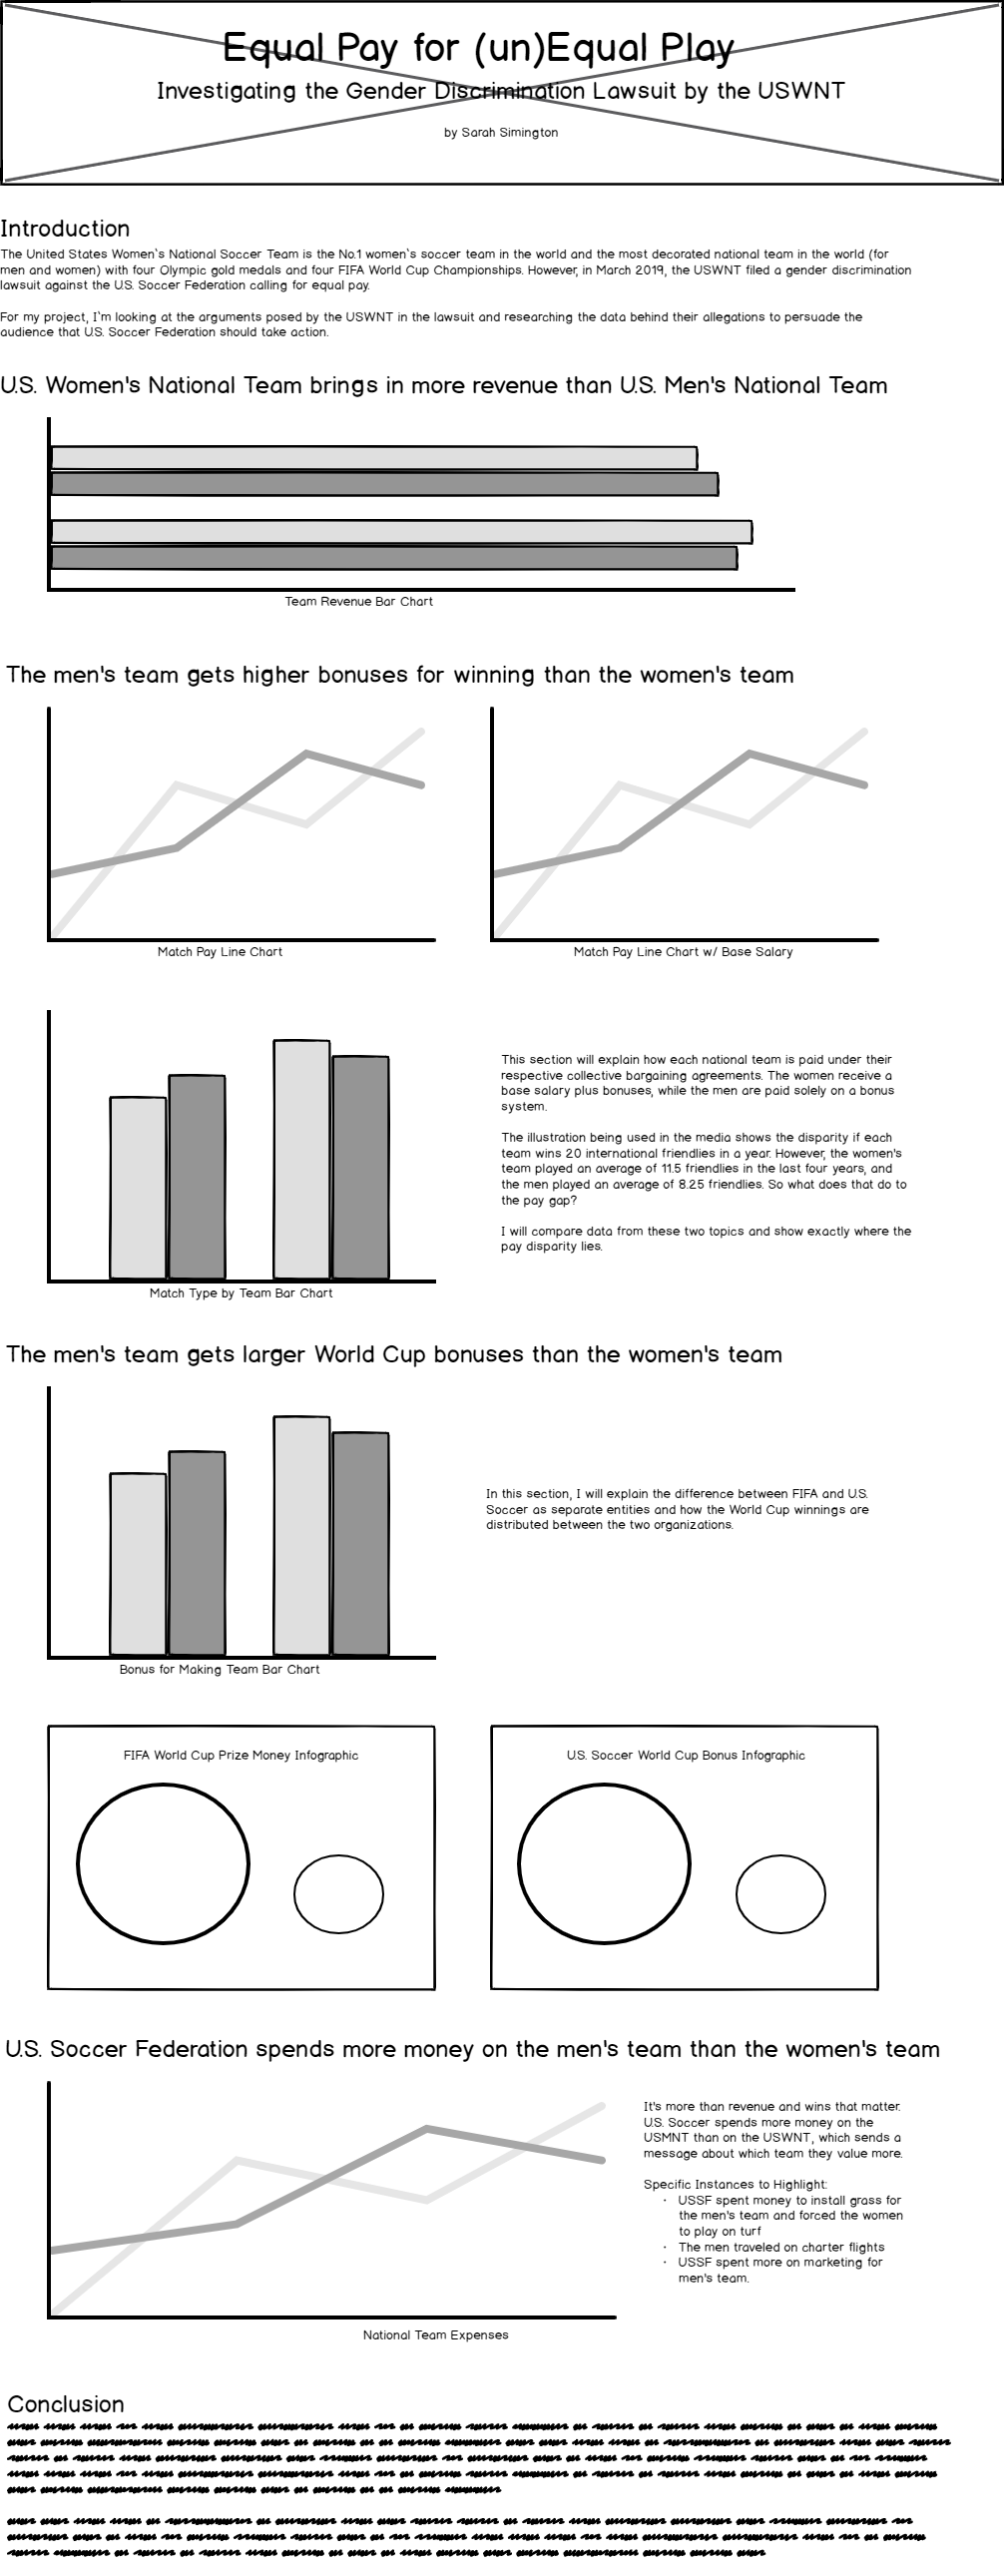 Equal Pay for (un)Equal Play
Investigating the Gender Discrimination Lawsuit by the USWNT
by Sarah Simington
Introduction
The United States Women`s National Soccer Team is the No.1 women`s soccer team in the world and the most decorated national team in the world (for
men and women) with four Olympic gold medals and four FIFA World Cup Championships. However, in March 2019, the USWNT filed a gender discrimination
lawsuit against the U.S. Soccer Federation calling for equal pay.
For my project, I`m looking at the arguments posed by the USWNT in the lawsuit and researching the data behind their allegations to persuade the
audience that U.S. Soccer Federation should take action.
U.S. Women's National Team brings in more revenue than U.S. Men's National Team
Team Revenue Bar Chart
The men's team gets higher bonuses for winning than the women's team
Match Pay Line Chart
Match Pay Line Chart w/ Base Salary
This section will explain how each national team is paid under their
respective collective bargaining agreements. The women receive a
base salary plus bonuses, while the men are paid solely on a bonus
system.
The illustration being used in the media shows the disparity if each
team wins 20 international friendlies in a year. However, the women's
team played an average of 11.5 friendlies in the last four years, and
the men played an average of 8.25 friendlies. So what does that do to
the pay gap?
I will compare data from these two topics and show exactly where the
pay disparity lies.
Match Type by Team Bar Chart
The men's team gets larger World Cup bonuses than the women's team
In this section, I will explain the difference between FIFA and U.S.
Soccer as separate entities and how the World Cup winnings are
distributed between the two organizations.
Bonus for Making Team Bar Chart
FIFA World Cup Prize Money Infographic
U.S. Soccer World Cup Bonus Infographic
U.S. Soccer Federation spends more money on the men's team than the women's team
It's more than revenue and wins that matter.
U.S. Soccer spends more money on the
USMNT than on the USWNT, which sends a
message about which team they value more.
Specific Instances to Highlight:
· USSF spent money to install grass for
the men's team and forced the women
to play on turf
· The men traveled on charter flights
· USSF spent more on marketing for
men's team.
National Team Expenses
Conclusion